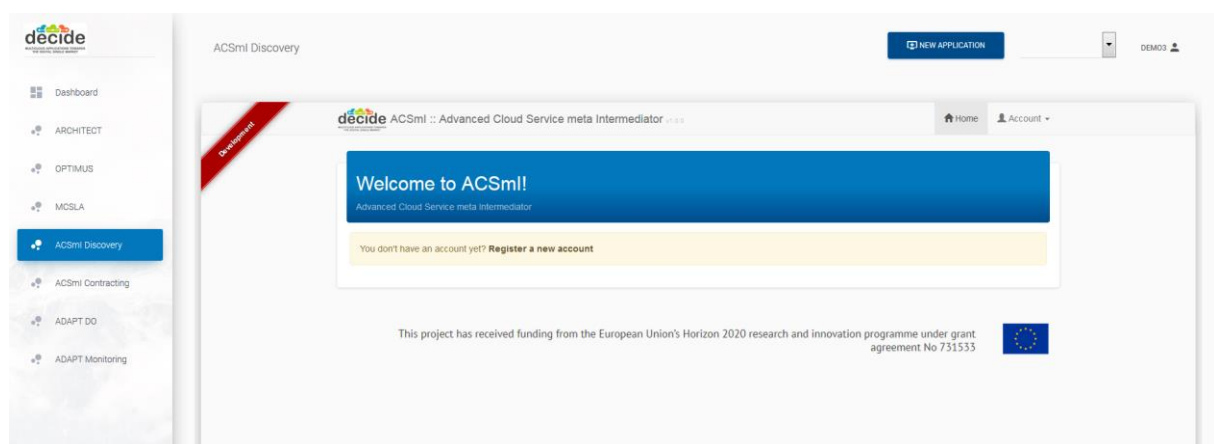 decide
ACSmI Discovery
NEW APPLICATION
DEMO3
Dashboard
ARCHITECT
OPTIMUS
MCSLA
ACSmI Discovery
ACSmI Contracting
ADAPT DO
ADAPT Monitoring
Development
decide ACSmI :: Advanced Cloud Service meta Intermediator
Home
Account
Welcome to ACSmI!
Advanced Cloud Service meta Intermediator
You don't have an account yet? Register a new account
This project has received funding from the European Union's Horizon 2020 research and innovation programme under grant
agreement No 731533